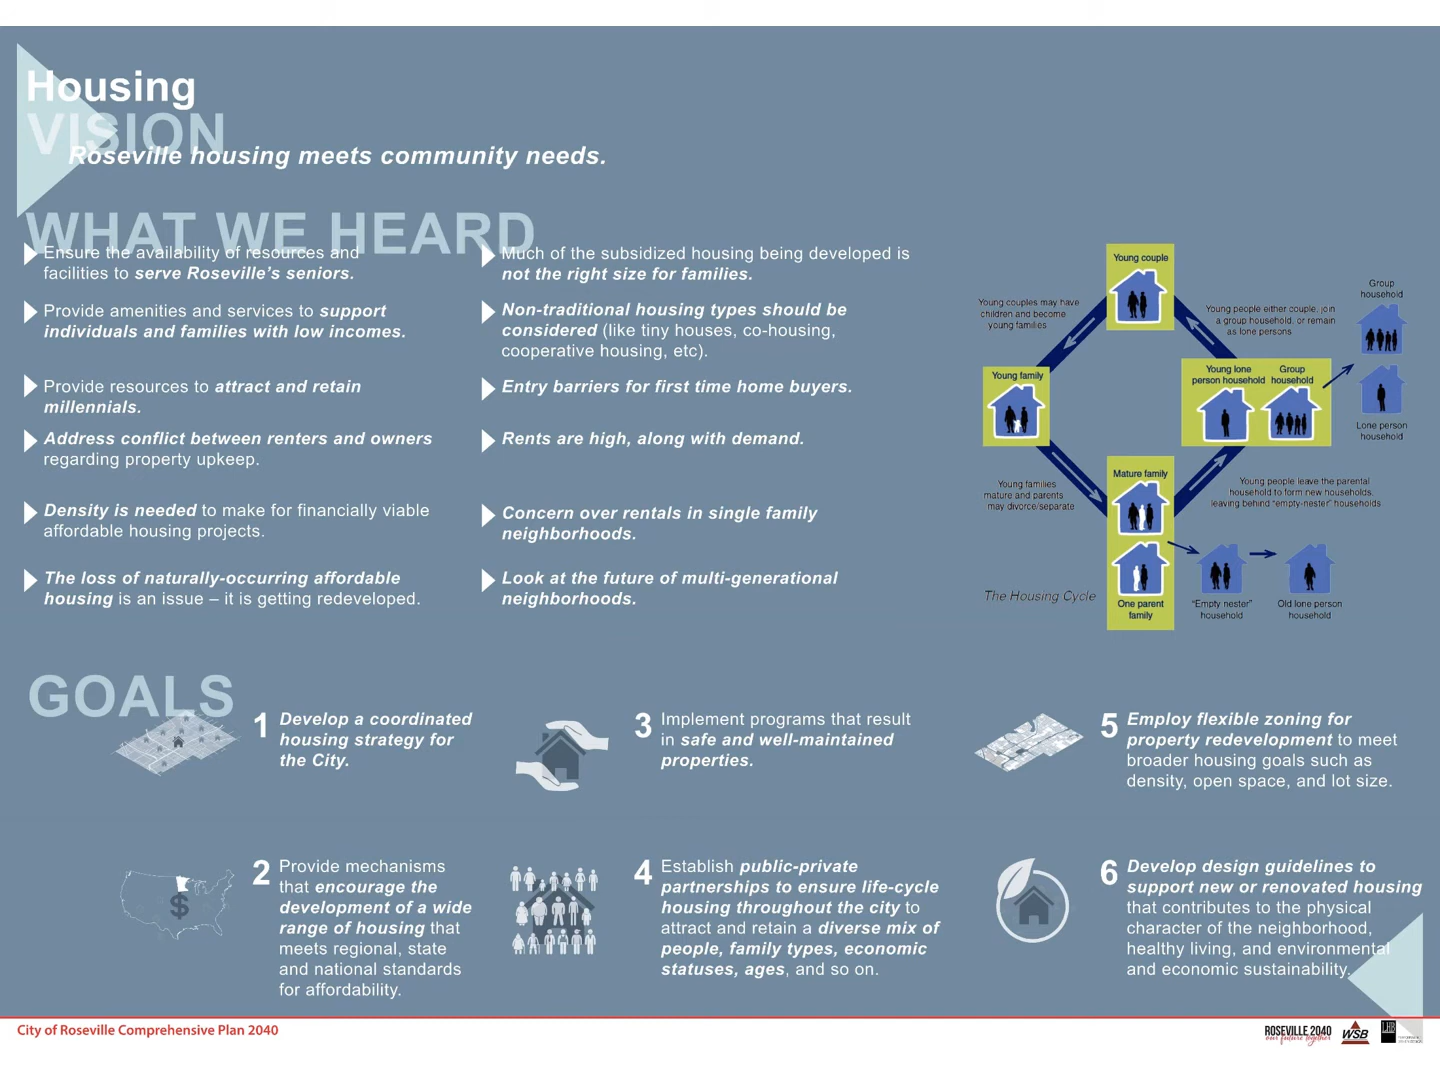 Housing
VISION
Roseville housing meets community needs.
WHAT WE HEARD
Ensure the availability of resources and
facilities to serve Roseville's seniors.
Provide amenities and services to support
individuals and families with low incomes.
Provide resources to attract and retain
millennials.
Address conflict between renters and owners
regarding property upkeep.
Density is needed to make for financially viable
affordable housing projects.
The loss of naturally-occurring affordable
housing is an issue – it is getting redeveloped.
Much of the subsidized housing being developed is
not the right size for families.
Non-traditional housing types should be
considered (like tiny houses, co-housing,
cooperative housing, etc).
Entry barriers for first time home buyers.
Rents are high, along with demand.
Concern over rentals in single family
neighborhoods.
Look at the future of multi-generational
neighborhoods.
Young couple
Young couples may have
children and become
young families
Young people either couple, join
a group household, or remain
as lone persons
Group
household
Young family
Young lone
person household
Group
household
Lone person
household
Young families
mature and parents
may divorce/separate
Mature family
Young people leave the parental
household to form new households,
leaving behind "empty-nester" households
The Housing Cycle
One parent
family
"Empty nester"
household
Old lone person
household
GOALS
1 Develop a coordinated
housing strategy for
the City.
2 Provide mechanisms
that encourage the
development of a wide
range of housing that
meets regional, state
and national standards
for affordability.
3 Implement programs that result
in safe and well-maintained
properties.
4 Establish public-private
partnerships to ensure life-cycle
housing throughout the city to
attract and retain a diverse mix of
people, family types, economic
statuses, ages, and so on.
5 Employ flexible zoning for
property redevelopment to meet
broader housing goals such as
density, open space, and lot size.
6 Develop design guidelines to
support new or renovated housing
that contributes to the physical
character of the neighborhood,
healthy living, and environmental
and economic sustainability.
$
City of Roseville Comprehensive Plan 2040
ROSEVILLE 2040
our future together
WSB
LHB